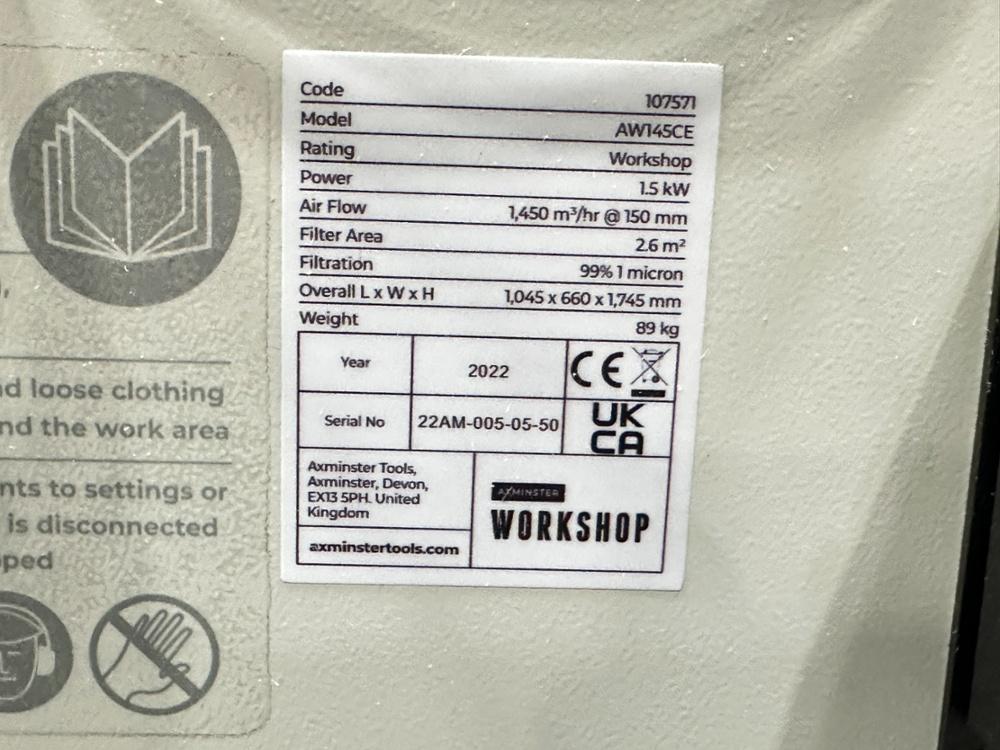 Code 107571
Model AW145CE
Rating Workshop
Power 1.5 kW
Air Flow 1,450 m³/hr @ 150 mm
Filter Area 2.6 m²
Filtration 99% 1 micron
Overall L x W x H 1,045 x 660 x 1,745 mm
Weight 89 kg
Year 2022 CE
Serial No 22AM-005-05-50 UK
CA
Axminster Tools,
Axminster, Devon,
EX13 5PH. United
Kingdom
axminstertools.com
AXMINSTER
WORKSHOP
loose clothing
the work area
to settings or
is disconnected